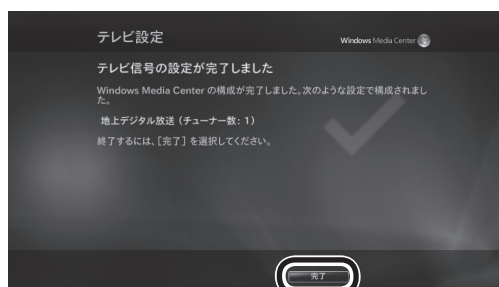 テレビ設定
Windows Media Center
テレビ信号の設定が完了しました
Windows Media Center の構成が完了しました。次のような設定で構成されまし
た。
地上デジタル放送（チューナー数: 1）
終了するには、［完了］を選択してください。
完了